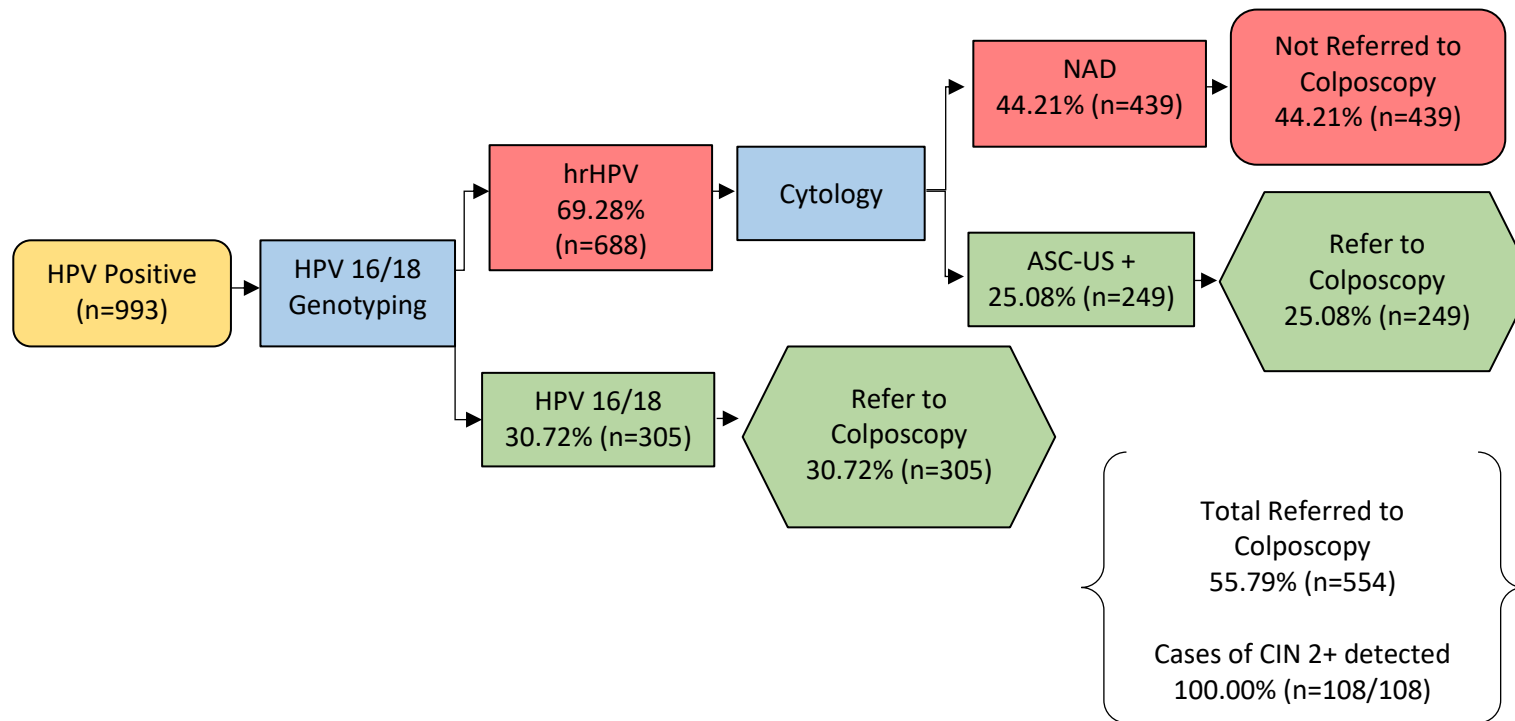 HPV Positive
(n=993)
HPV 16/18
Genotyping
hrHPV
69.28%
(n=688)
Cytology
NAD
44.21% (n=439)
Not Referred to
Colposcopy
44.21% (n=439)
ASC-US +
25.08% (n=249)
Refer to
Colposcopy
25.08% (n=249)
HPV 16/18
30.72% (n=305)
Refer to
Colposcopy
30.72% (n=305)
Total Referred to
Colposcopy
55.79% (n=554)
Cases of CIN 2+ detected
100.00% (n=108/108)